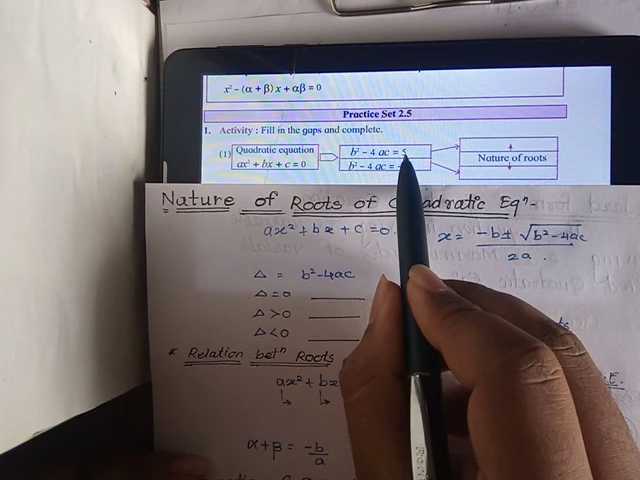 x² - (α + β) x + αβ = 0
Practice Set 2.5
1. Activity : Fill in the gaps and complete.
(1) Quadratic equation
ax² + bx + c = 0
b² - 4 ac = 5
b² - 4 ac =
Nature of roots
Nature of Roots of Quadratic Eqⁿ
ax² + bx + c = 0. x = -b± √b²-4ac
2a .
Δ = b²-4ac
Δ = 0
Δ > 0
Δ < 0
* Relation betⁿ Roots
ax² + bx
α+β = -b
a